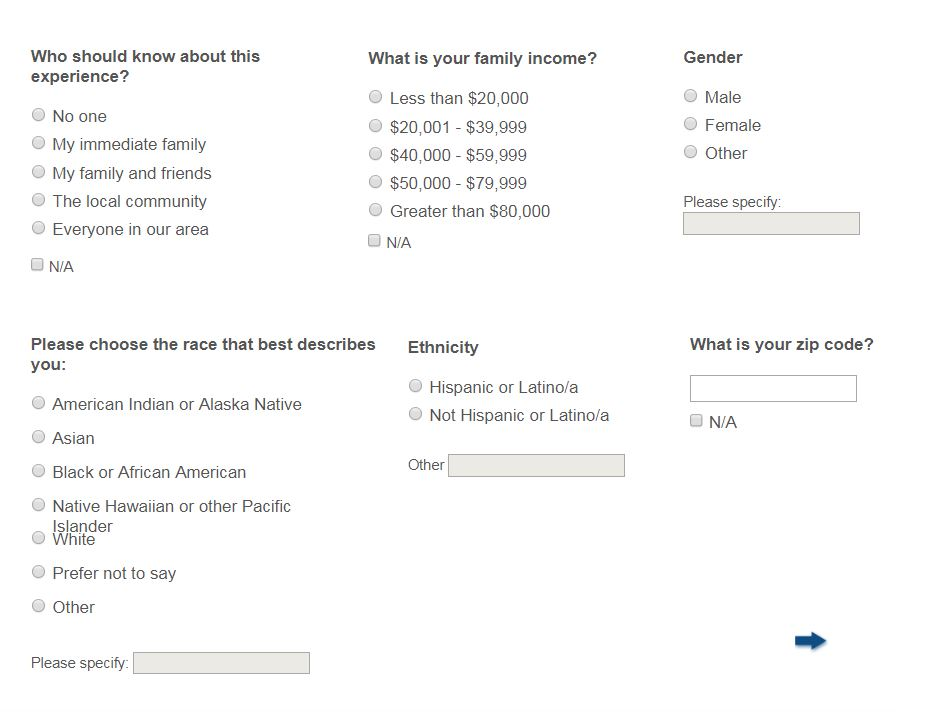 Who should know about this
experience?
No one
My immediate family
My family and friends
The local community
Everyone in our area
N/A
What is your family income?
Less than $20,000
$20,001 - $39,999
$40,000 - $59,999
$50,000 - $79,999
Greater than $80,000
N/A
Gender
Male
Female
Other
Please specify:
Please choose the race that best describes
you:
American Indian or Alaska Native
Asian
Black or African American
Native Hawaiian or other Pacific
Islander
White
Prefer not to say
Other
Please specify:
Ethnicity
Hispanic or Latino/a
Not Hispanic or Latino/a
Other
What is your zip code?
N/A